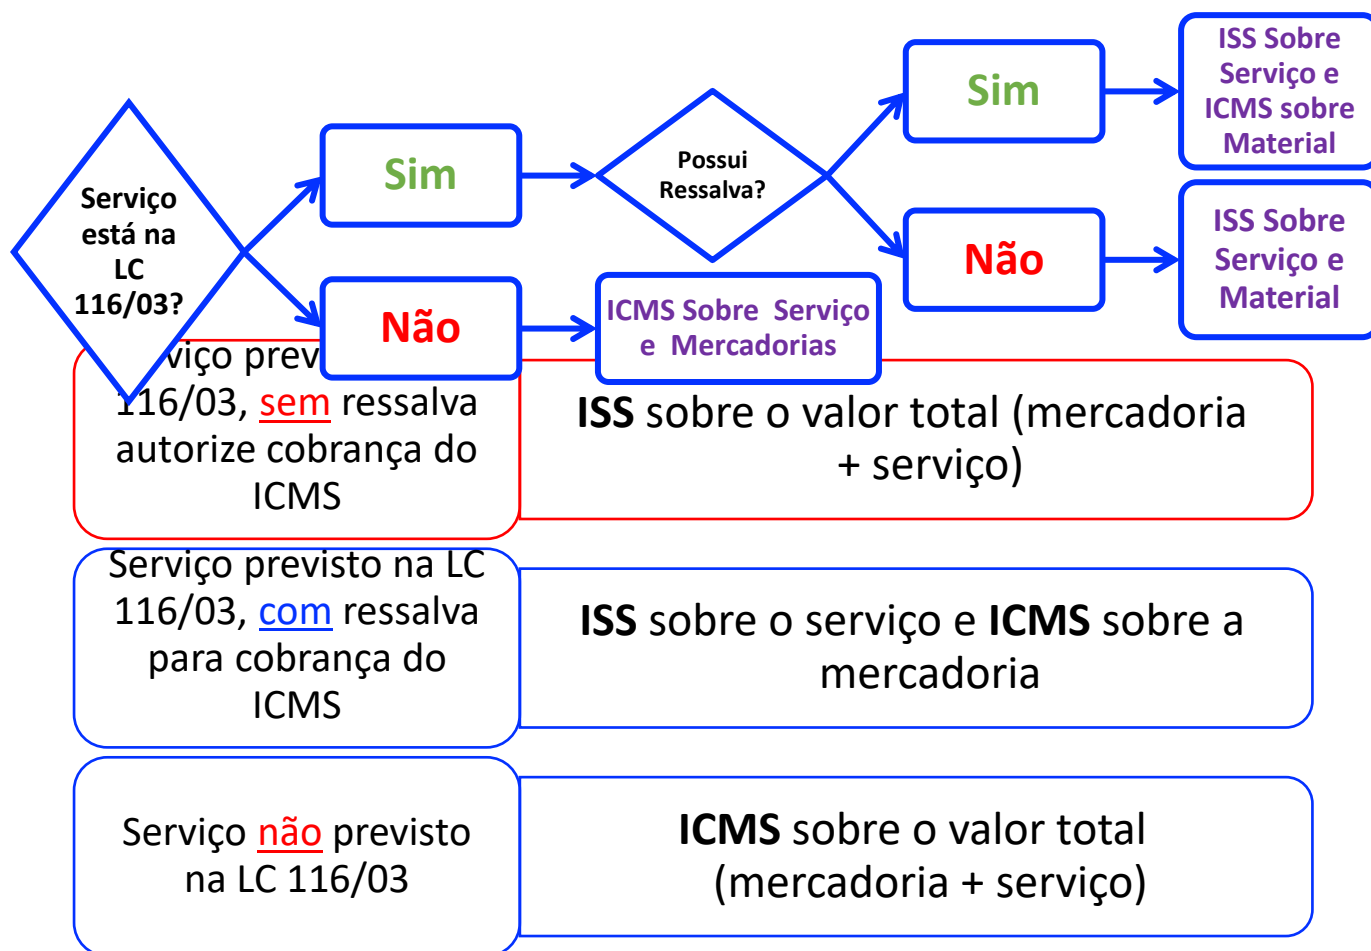 Serviço
está na
LC
116/03?
Sim
Possui
Ressalva?
Sim
ISS Sobre
Serviço e
ICMS sobre
Material
Não
ISS Sobre
Serviço e
Material
Não
ICMS Sobre Serviço
e Mercadorias
116/03, sem ressalva
autorize cobrança do
ICMS
ISS sobre o valor total (mercadoria
+ serviço)
Serviço previsto na LC
116/03, com ressalva
para cobrança do
ICMS
ISS sobre o serviço e ICMS sobre a
mercadoria
Serviço não previsto
na LC 116/03
ICMS sobre o valor total
(mercadoria + serviço)